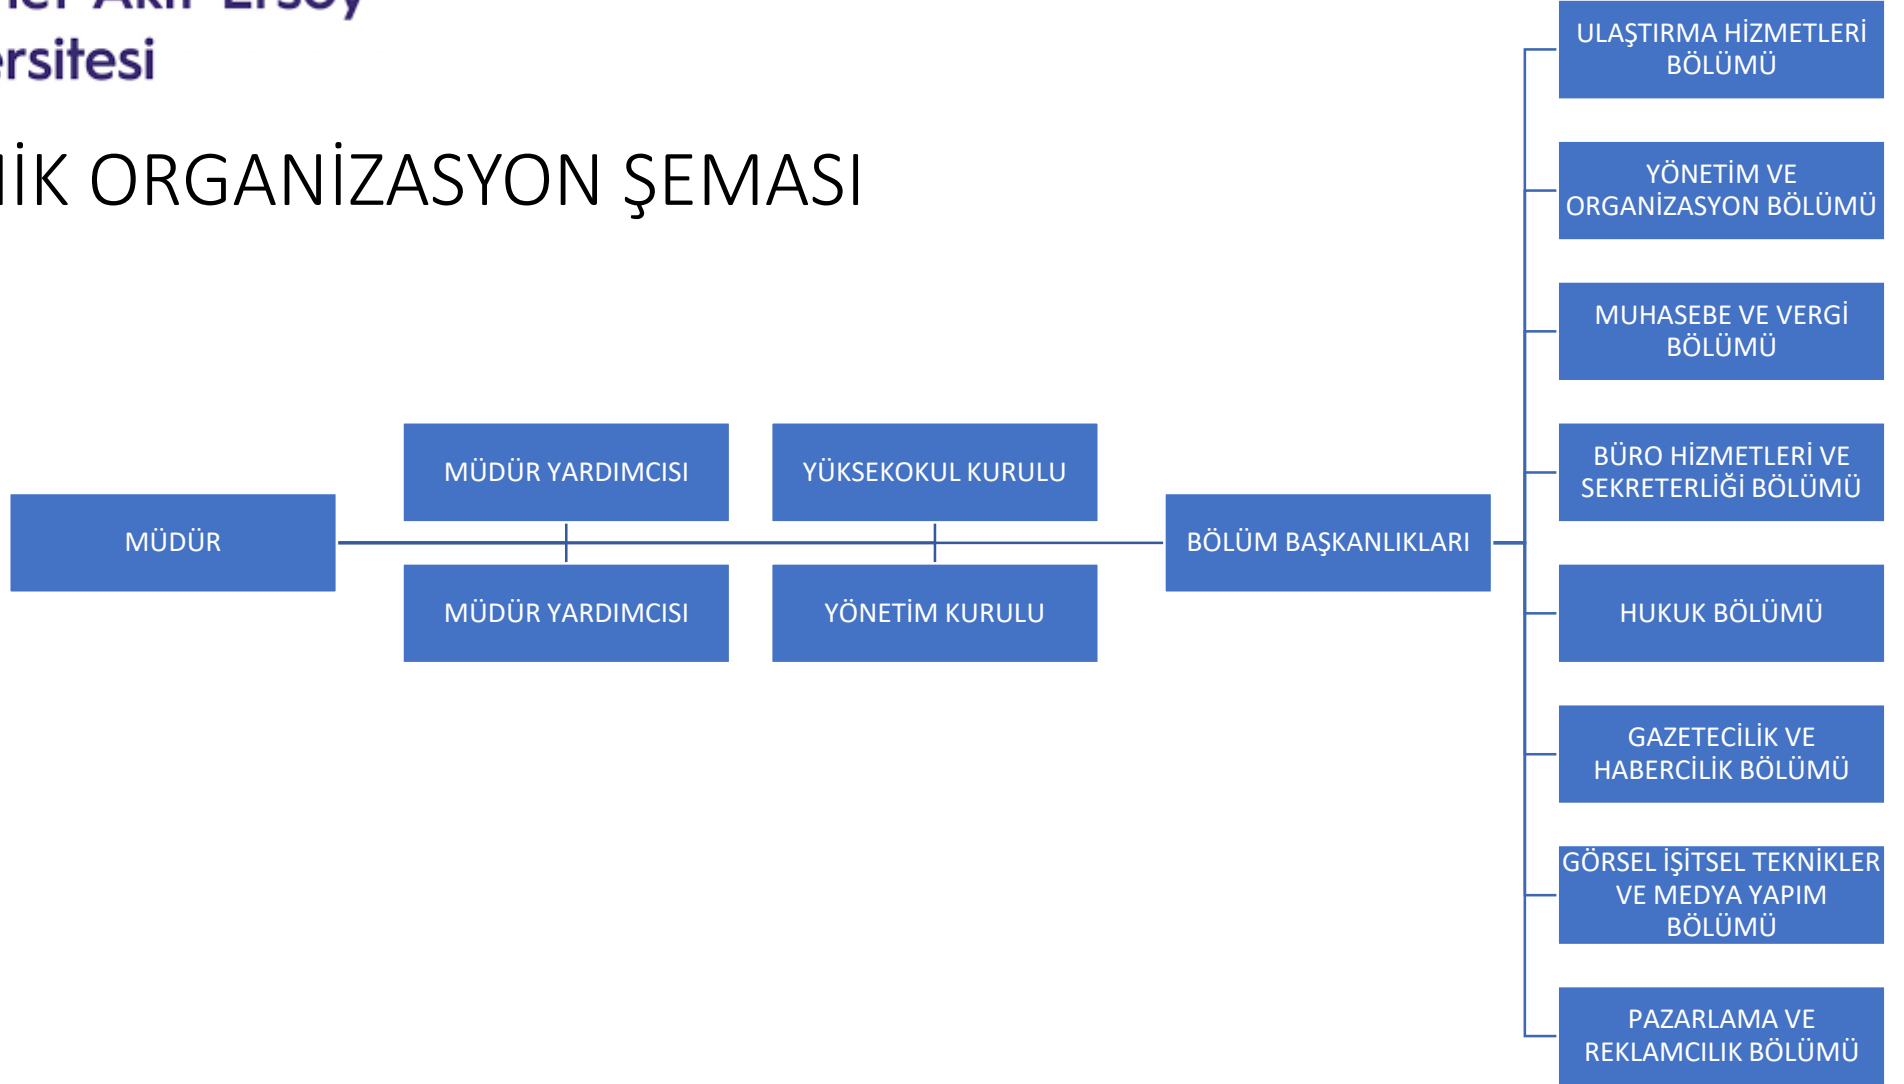 Akif Ersoy
ORGANİZASYON ŞEMASI
MÜDÜR
MÜDÜR YARDIMCISI
MÜDÜR YARDIMCISI
YÜKSEKOKUL KURULU
YÖNETİM KURULU
BÖLÜM BAŞKANLIKLARI
ULAŞTIRMA HİZMETLERİ
BÖLÜMÜ
YÖNETİM VE
ORGANİZASYON BÖLÜMÜ
MUHASEBE VE VERGİ
BÖLÜMÜ
BÜRO HİZMETLERİ VE
SEKRETERLİĞİ BÖLÜMÜ
HUKUK BÖLÜMÜ
GAZETECİLİK VE
HABERCİLİK BÖLÜMÜ
GÖRSEL İŞİTSEL TEKNİKLER
VE MEDYA YAPIM
BÖLÜMÜ
PAZARLAMA VE
REKLAMCILIK BÖLÜMÜ